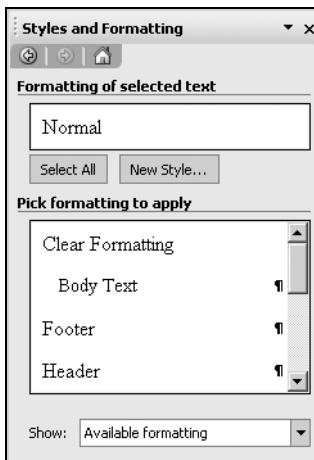 Styles and Formatting
Formatting of selected text
Normal
Select All New Style...
Pick formatting to apply
Clear Formatting
Body Text ¶
Footer ¶
Header ¶
Show: Available formatting